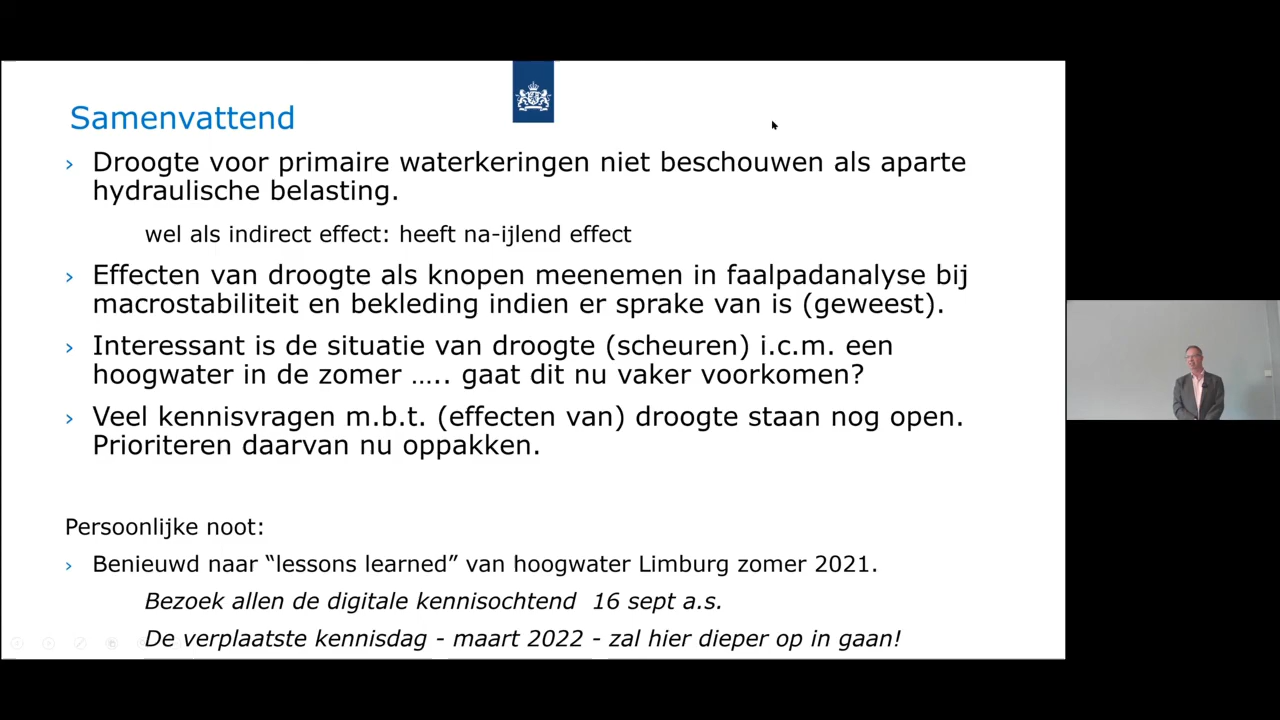 Samenvattend
› Droogte voor primaire waterkeringen niet beschouwen als aparte
hydraulische belasting.
wel als indirect effect: heeft na-ijlend effect
› Effecten van droogte als knopen meenemen in faalpadanalyse bij
macrostabiliteit en bekleding indien er sprake van is (geweest).
› Interessant is de situatie van droogte (scheuren) i.c.m. een
hoogwater in de zomer ….. gaat dit nu vaker voorkomen?
› Veel kennisvragen m.b.t. (effecten van) droogte staan nog open.
Prioriteren daarvan nu oppakken.
Persoonlijke noot:
› Benieuwd naar “lessons learned” van hoogwater Limburg zomer 2021.
Bezoek allen de digitale kennisochtend 16 sept a.s.
De verplaatste kennisdag - maart 2022 - zal hier dieper op in gaan!